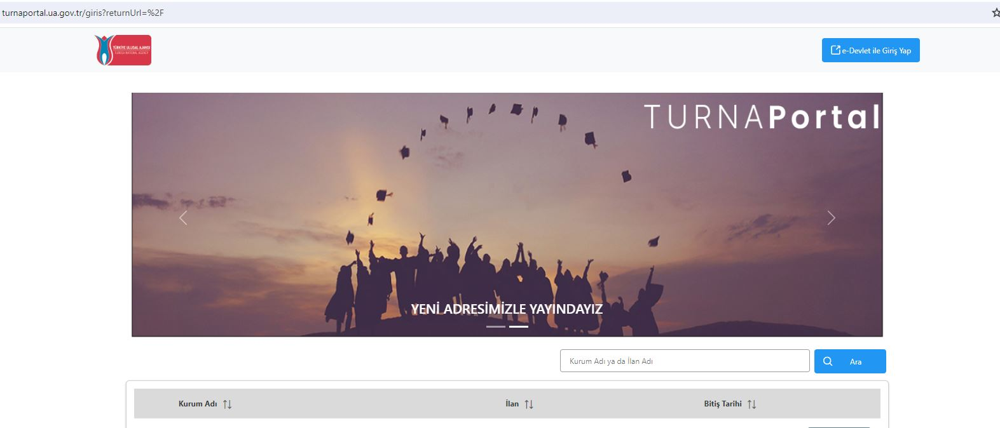 turnaportal.ua.gov.tr/giris?returnUrl=%2F
TÜRKİYE ULUSAL AJANSI
TURKISH NATIONAL AGENCY
e-Devlet ile Giriş Yap
TURNAPortal
YENİ ADRESİMİZLE YAYINDAYIZ
Kurum Adı ya da İlan Adı
Ara
Kurum Adı İlan Bitiş Tarihi